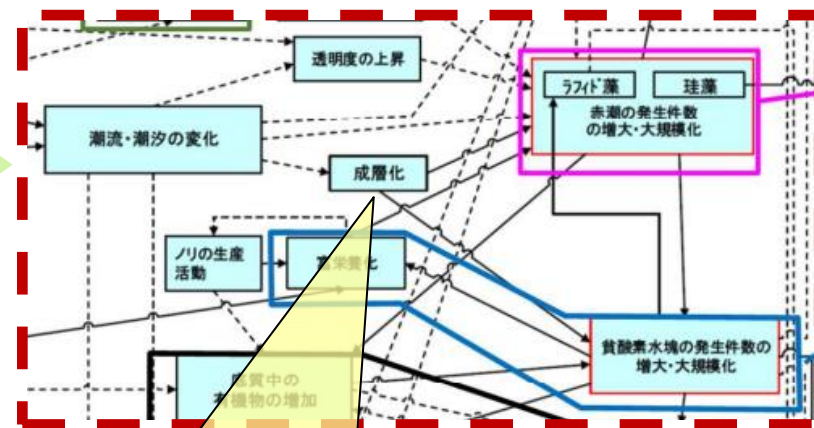 透明度の上昇
ラフィド藻
珪藻
赤潮の発生件数
の増大・大規模化
潮流・潮汐の変化
成層化
ノリの生産
活動
富栄養化
貧酸素水塊の発生件数の
増大・大規模化
底質中の
有機物の増加